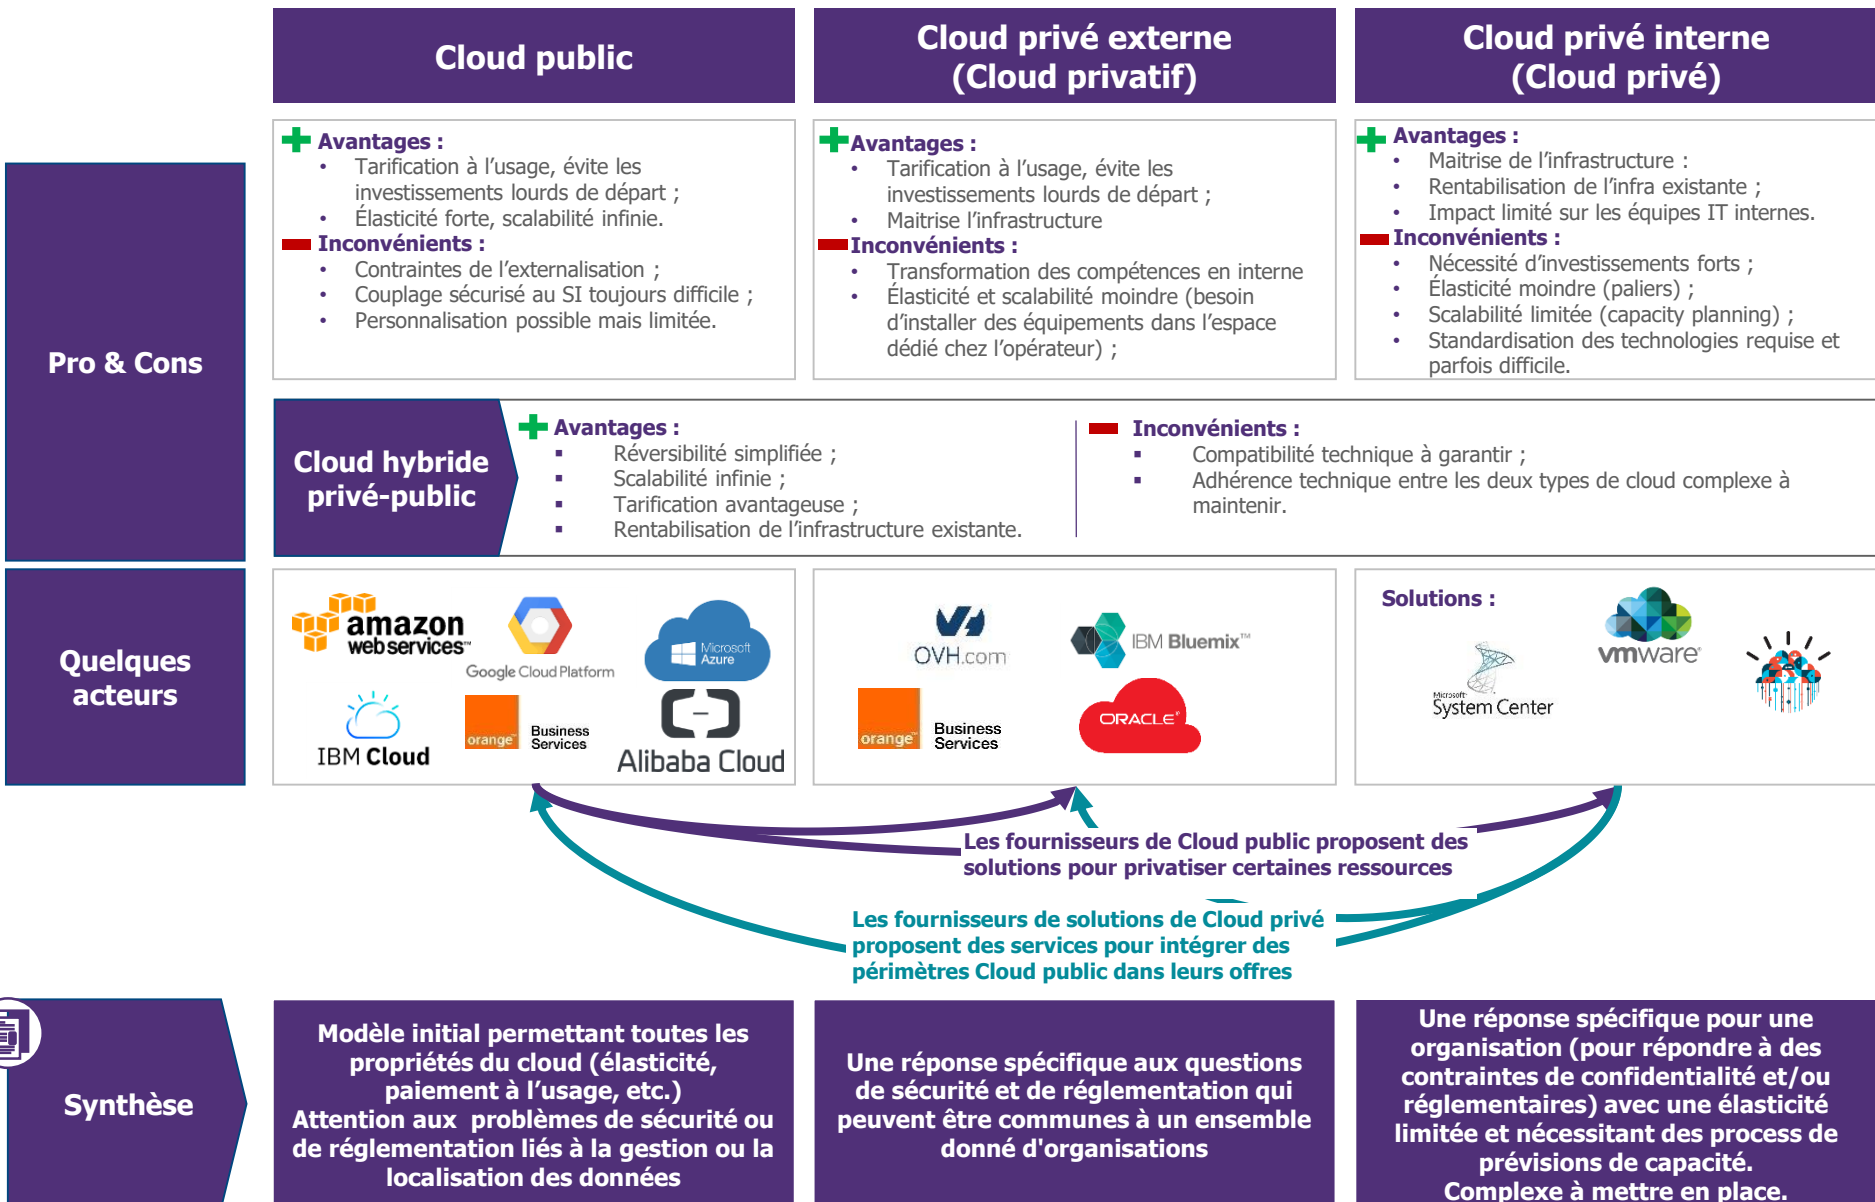 Cloud public
Cloud privé externe
(Cloud privatif)
Cloud privé interne
(Cloud privé)
Pro & Cons
Avantages :
• Tarification à l’usage, évite les
investissements lourds de départ ;
• Élasticité forte, scalabilité infinie.
Inconvénients :
• Contraintes de l’externalisation ;
• Couplage sécurisé au SI toujours difficile ;
• Personnalisation possible mais limitée.
Avantages :
• Tarification à l’usage, évite les
investissements lourds de départ ;
• Maitrise l’infrastructure
Inconvénients :
• Transformation des compétences en interne
• Élasticité et scalabilité moindre (besoin
d’installer des équipements dans l’espace
dédié chez l’opérateur) ;
Avantages :
• Maitrise de l’infrastructure :
• Rentabilisation de l’infra existante ;
• Impact limité sur les équipes IT internes.
Inconvénients :
• Nécessité d’investissements forts ;
• Élasticité moindre (paliers) ;
• Scalabilité limitée (capacity planning) ;
• Standardisation des technologies requise et
parfois difficile.
Cloud hybride
privé-public
Avantages :
▪ Réversibilité simplifiée ;
▪ Scalabilité infinie ;
▪ Tarification avantageuse ;
▪ Rentabilisation de l’infrastructure existante.
Inconvénients :
▪ Compatibilité technique à garantir ;
▪ Adhérence technique entre les deux types de cloud complexe à
maintenir.
Quelques
acteurs
amazon
web services™
Google Cloud Platform
Microsoft
Azure
IBM Cloud
orange™
Business
Services
Alibaba Cloud
OVH.com
IBM Bluemix™
orange™
Business
Services
ORACLE®
Solutions :
Microsoft®
System Center
vmware®
Les fournisseurs de Cloud public proposent des
solutions pour privatiser certaines ressources
Les fournisseurs de solutions de Cloud privé
proposent des services pour intégrer des
périmètres Cloud public dans leurs offres
Synthèse
Modèle initial permettant toutes les
propriétés du cloud (élasticité,
paiement à l’usage, etc.)
Attention aux problèmes de sécurité ou
de réglementation liés à la gestion ou la
localisation des données
Une réponse spécifique aux questions
de sécurité et de réglementation qui
peuvent être communes à un ensemble
donné d'organisations
Une réponse spécifique pour une
organisation (pour répondre à des
contraintes de confidentialité et/ou
réglementaires) avec une élasticité
limitée et nécessitant des process de
prévisions de capacité.
Complexe à mettre en place.